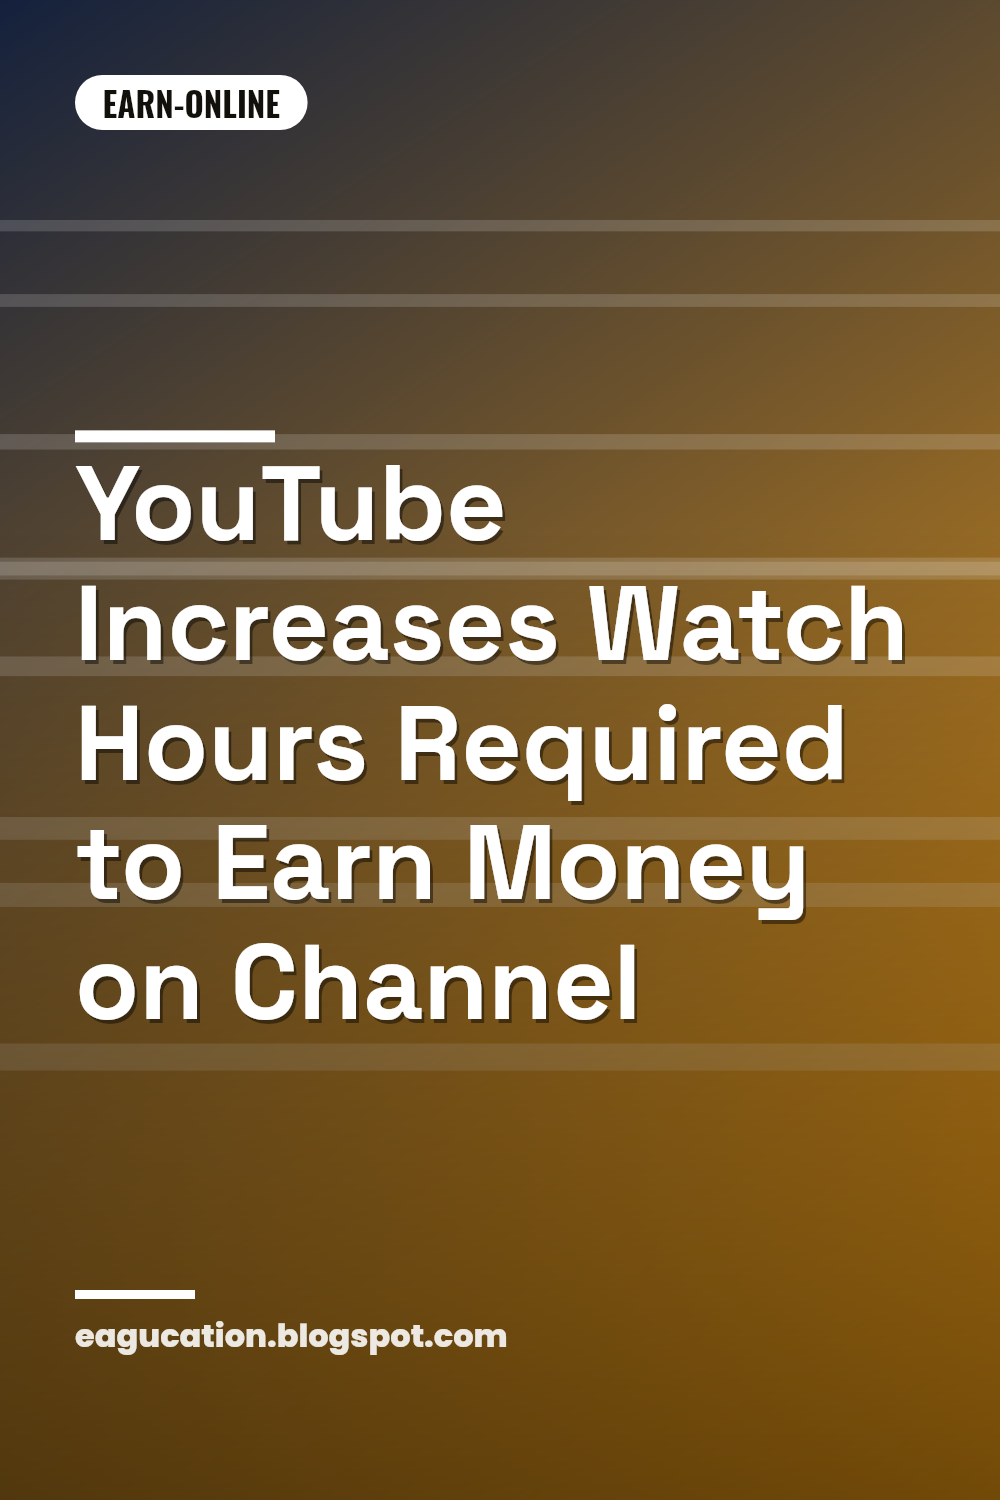 EARN-ONLINE
YouTube
Increases Watch
Hours Required
to Earn Money
on Channel
eagucation.blogspot.com